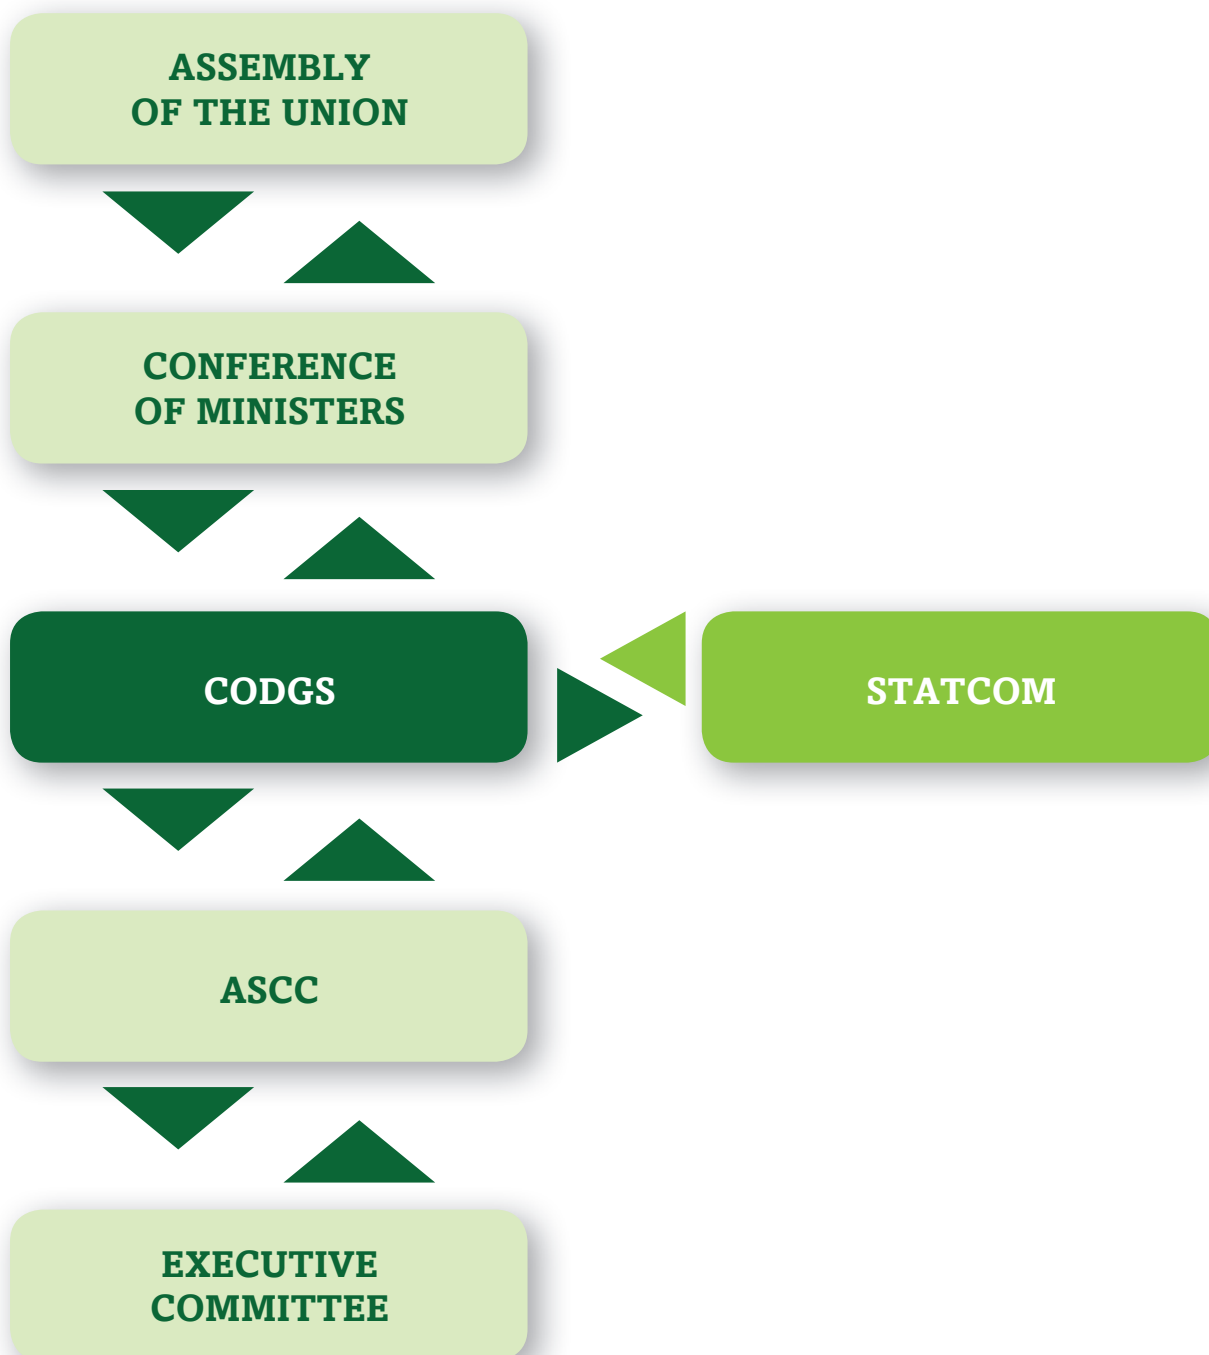 ASSEMBLY
OF THE UNION
CONFERENCE
OF MINISTERS
CODGS
STATCOM
ASCC
EXECUTIVE
COMMITTEE